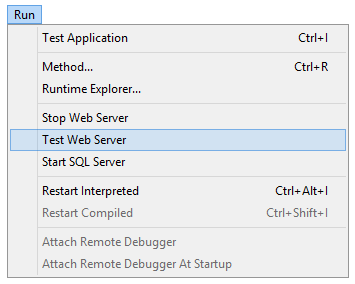 Run
Test Application Ctrl+I
Method... Ctrl+R
Runtime Explorer...
Stop Web Server
Test Web Server
Start SQL Server
Restart Interpreted Ctrl+Alt+I
Restart Compiled Ctrl+Shift+I
Attach Remote Debugger
Attach Remote Debugger At Startup